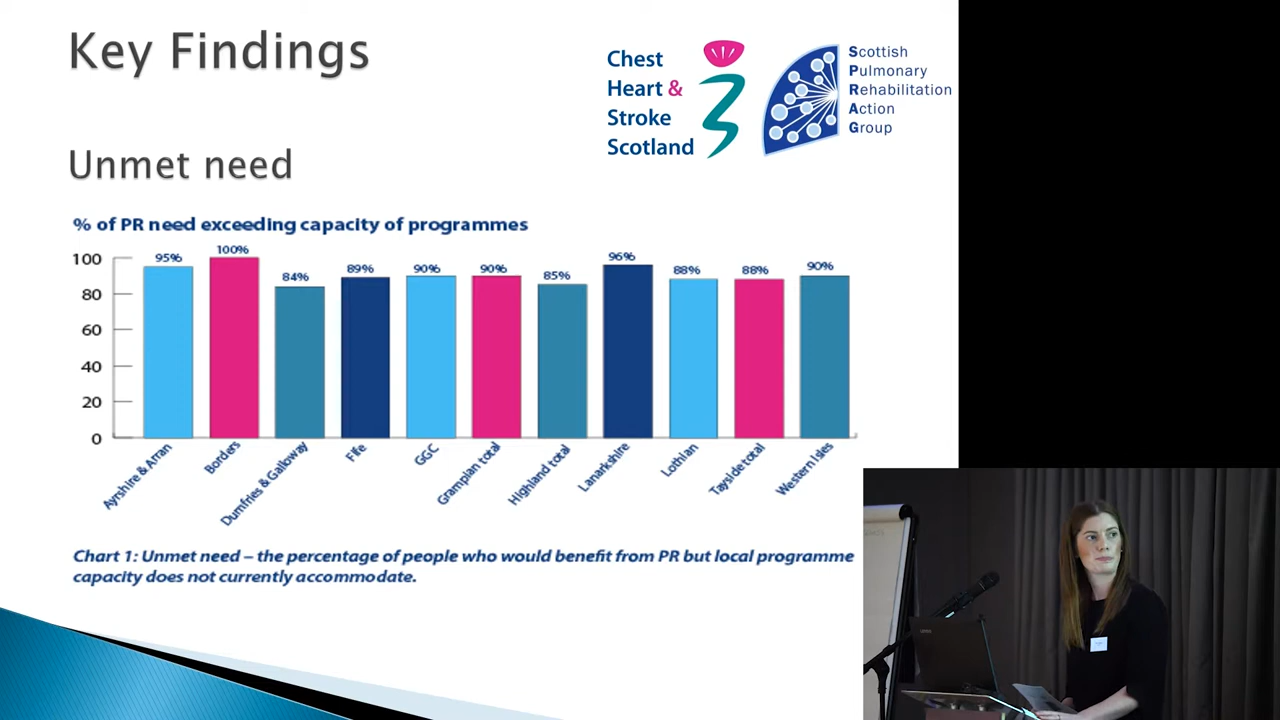 Key Findings
Chest
Heart &
Stroke
Scotland
Scottish
Pulmonary
Rehabilitation
Action
Group
Unmet need
% of PR need exceeding capacity of programmes
100
80
60
40
20
0
95%
100%
84%
89%
90%
90%
85%
96%
88%
88%
90%
Ayrshire & Arran
Borders
Dumfries & Galloway
Fife
GGC
Grampian total
Highland total
Lanarkshire
Lothian
Tayside total
Western Isles
Chart 1: Unmet need – the percentage of people who would benefit from PR but local programme
capacity does not currently accommodate.